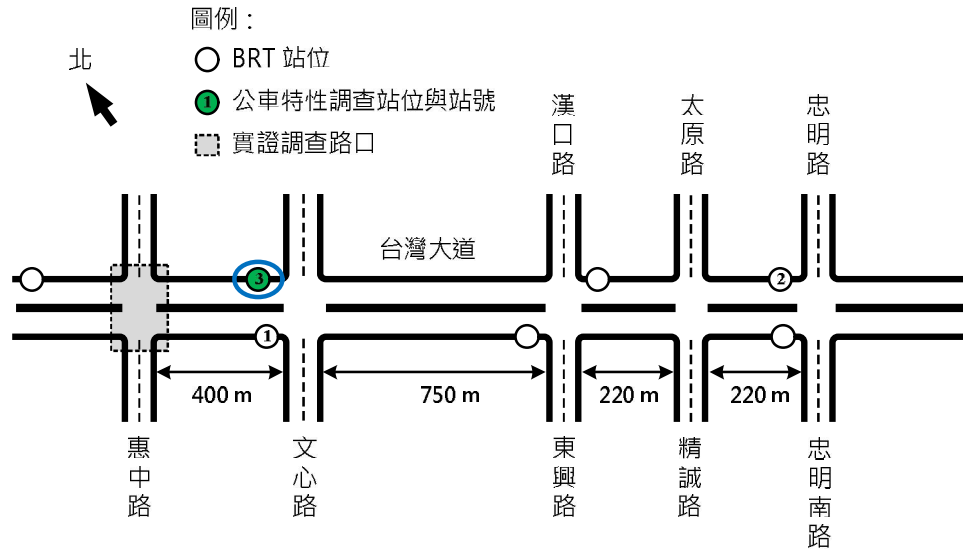 圖例：
北
BRT 站位
1 公車特性調查站位與站號
實證調查路口
漢口路
太原路
忠明路
台灣大道
3
2
1
400 m
750 m
220 m
220 m
惠中路
文心路
東興路
精誠路
忠明南路